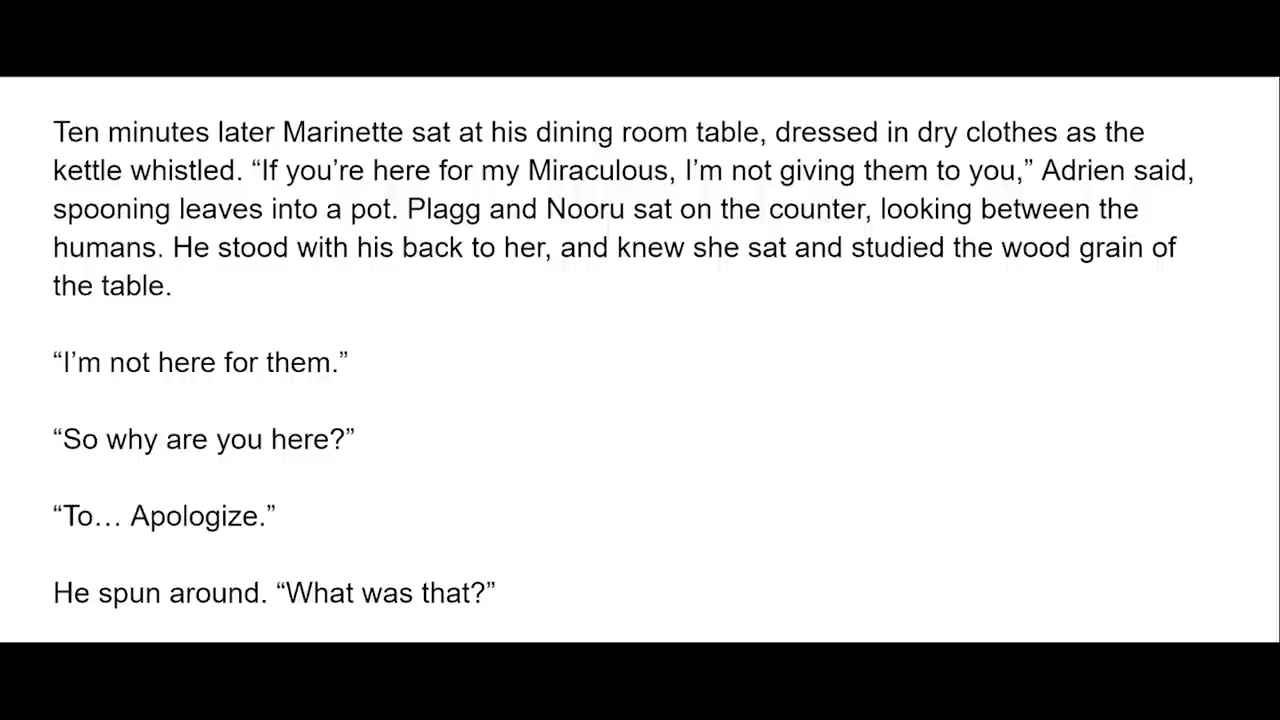 Ten minutes later Marinette sat at his dining room table, dressed in dry clothes as the
kettle whistled. “If you’re here for my Miraculous, I’m not giving them to you,” Adrien said,
spooning leaves into a pot. Plagg and Nooru sat on the counter, looking between the
humans. He stood with his back to her, and knew she sat and studied the wood grain of
the table.
“I’m not here for them.”
“So why are you here?”
“To… Apologize.”
He spun around. “What was that?”